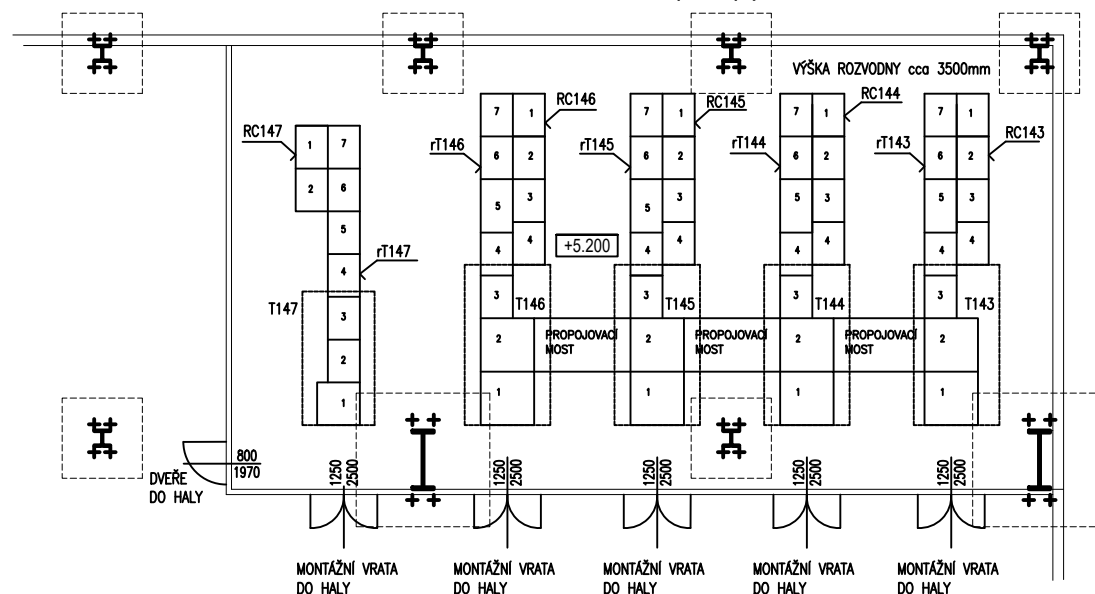 VÝŠKA ROZVODNY cca 3500mm
RC147
rT147
T147
1
7
2
6
5
4
3
2
1
RC146
rT146
T146
7
1
6
2
5
3
4
4
3
2
1
RC145
rT145
T145
7
1
6
2
5
3
4
4
3
2
1
RC144
rT144
T144
7
1
6
2
5
3
4
4
3
2
1
RC143
rT143
T143
7
1
6
2
5
3
4
4
3
2
1
+5.200
PROPOJOVACÍ
MOST
PROPOJOVACÍ
MOST
PROPOJOVACÍ
MOST
800
1970
DVEŘE
DO HALY
1250
2500
1250
2500
1250
2500
1250
2500
1250
2500
MONTÁŽNÍ VRATA
DO HALY
MONTÁŽNÍ VRATA
DO HALY
MONTÁŽNÍ VRATA
DO HALY
MONTÁŽNÍ VRATA
DO HALY
MONTÁŽNÍ VRATA
DO HALY